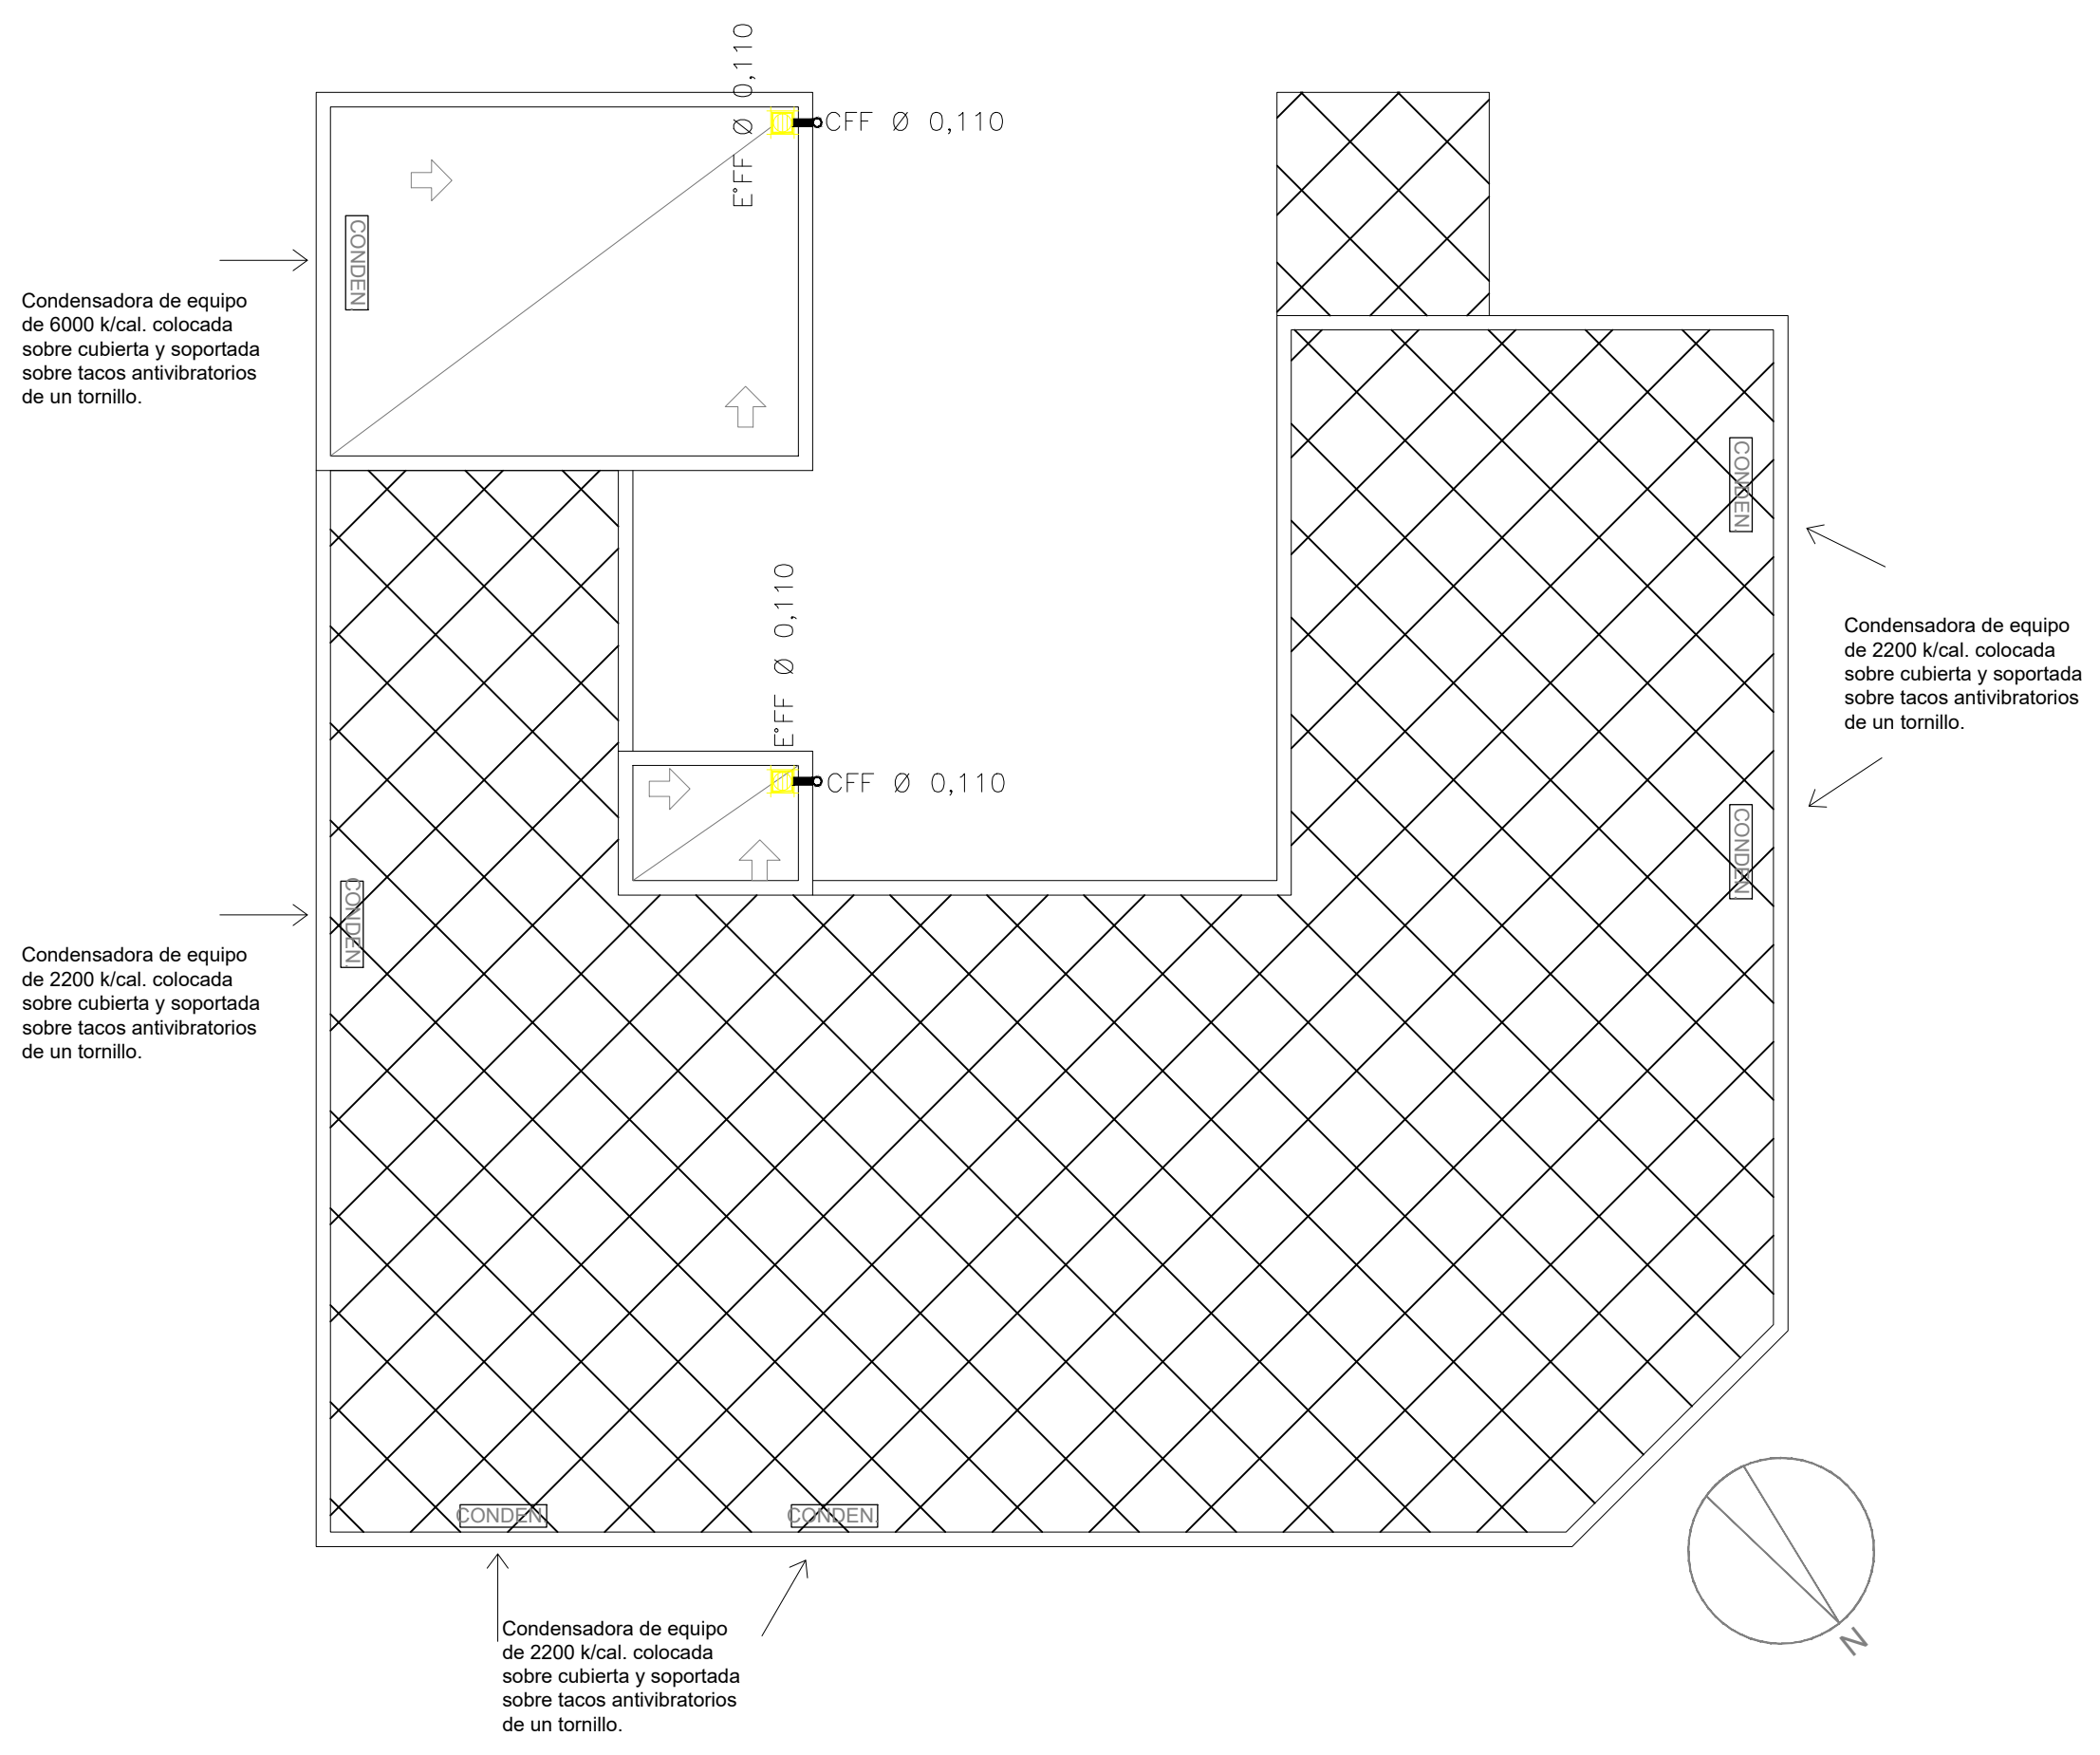 E°FF Ø 0,110
CFF Ø 0,110
CONDEN.
Condensadora de equipo
de 6000 k/cal. colocada
sobre cubierta y soportada
sobre tacos antivibratorios
de un tornillo.
CONDEN.
E°FF Ø 0,110
Condensadora de equipo
de 2200 k/cal. colocada
sobre cubierta y soportada
sobre tacos antivibratorios
de un tornillo.
CFF Ø 0,110
CONDEN.
CONDEN.
Condensadora de equipo
de 2200 k/cal. colocada
sobre cubierta y soportada
sobre tacos antivibratorios
de un tornillo.
CONDEN.
CONDEN.
Condensadora de equipo
de 2200 k/cal. colocada
sobre cubierta y soportada
sobre tacos antivibratorios
de un tornillo.
N